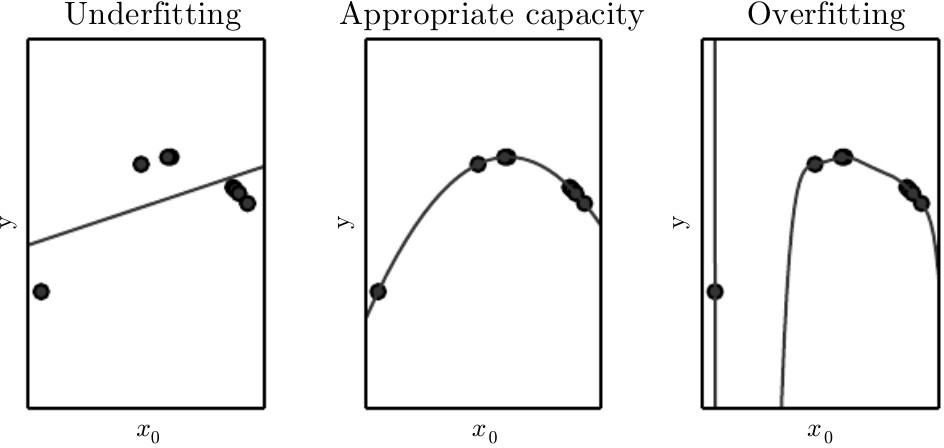 Underfitting
Appropriate capacity
Overfitting
y
y
y
x₀
x₀
x₀